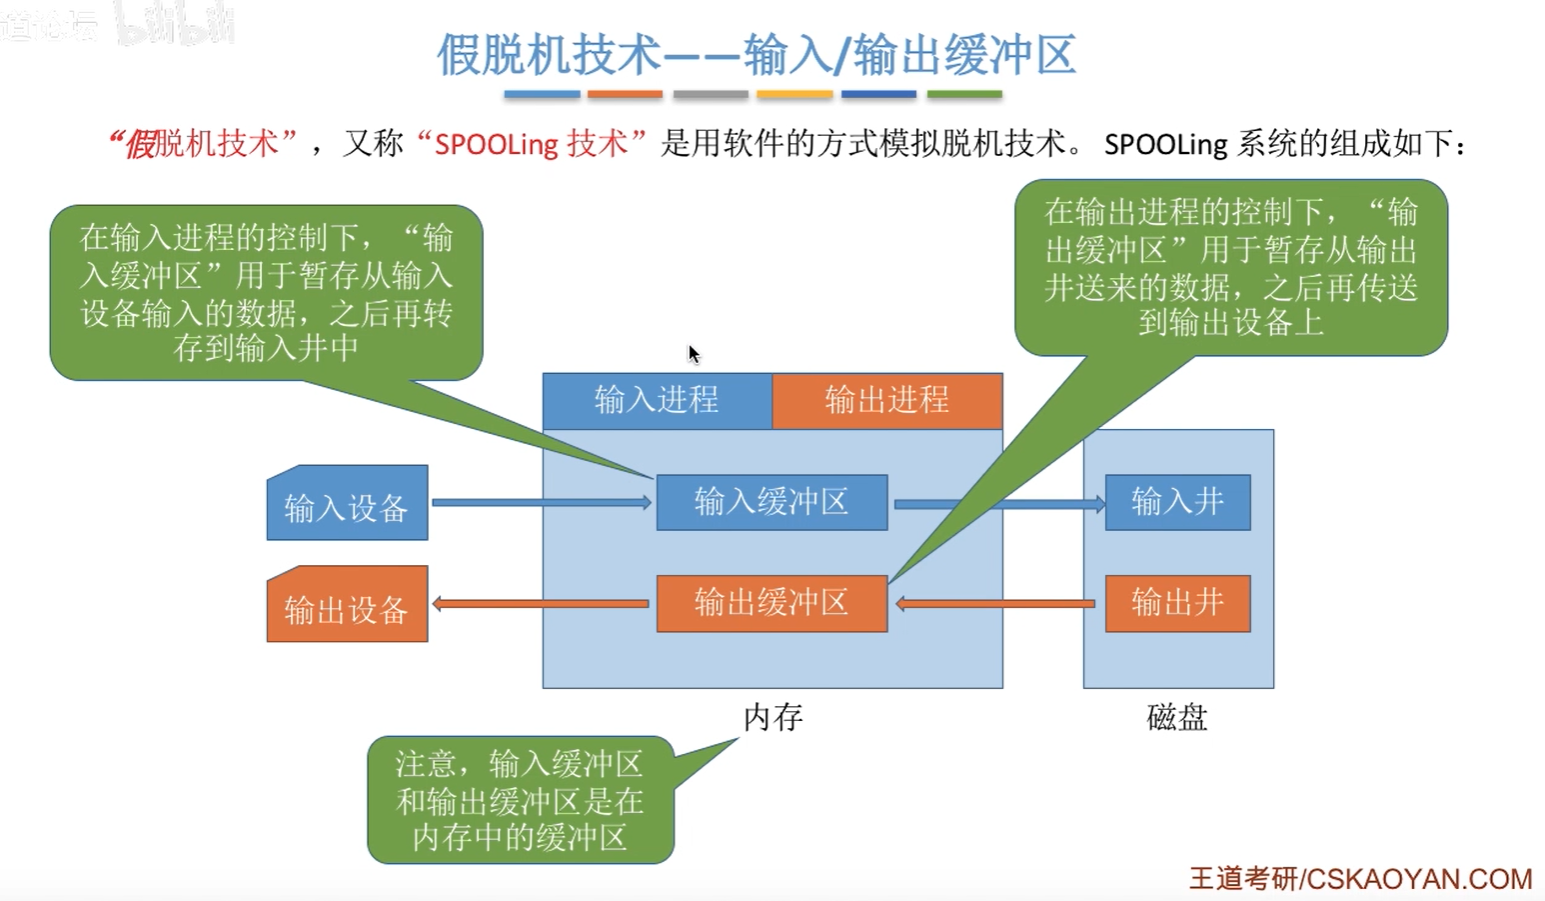 道论坛 bilibili
假脱机技术——输入/输出缓冲区
“假脱机技术”，又称“SPOOLing 技术”是用软件的方式模拟脱机技术。 SPOOLing 系统的组成如下：
在输入进程的控制下，“输
入缓冲区”用于暂存从输入
设备输入的数据，之后再转
存到输入井中
在输出进程的控制下，“输
出缓冲区”用于暂存从输出
井送来的数据，之后再传送
到输出设备上
输入进程
输出进程
输入设备
输入缓冲区
输入井
输出设备
输出缓冲区
输出井
内存
磁盘
注意，输入缓冲区
和输出缓冲区是在
内存中的缓冲区
王道考研/CSKAOYAN.COM